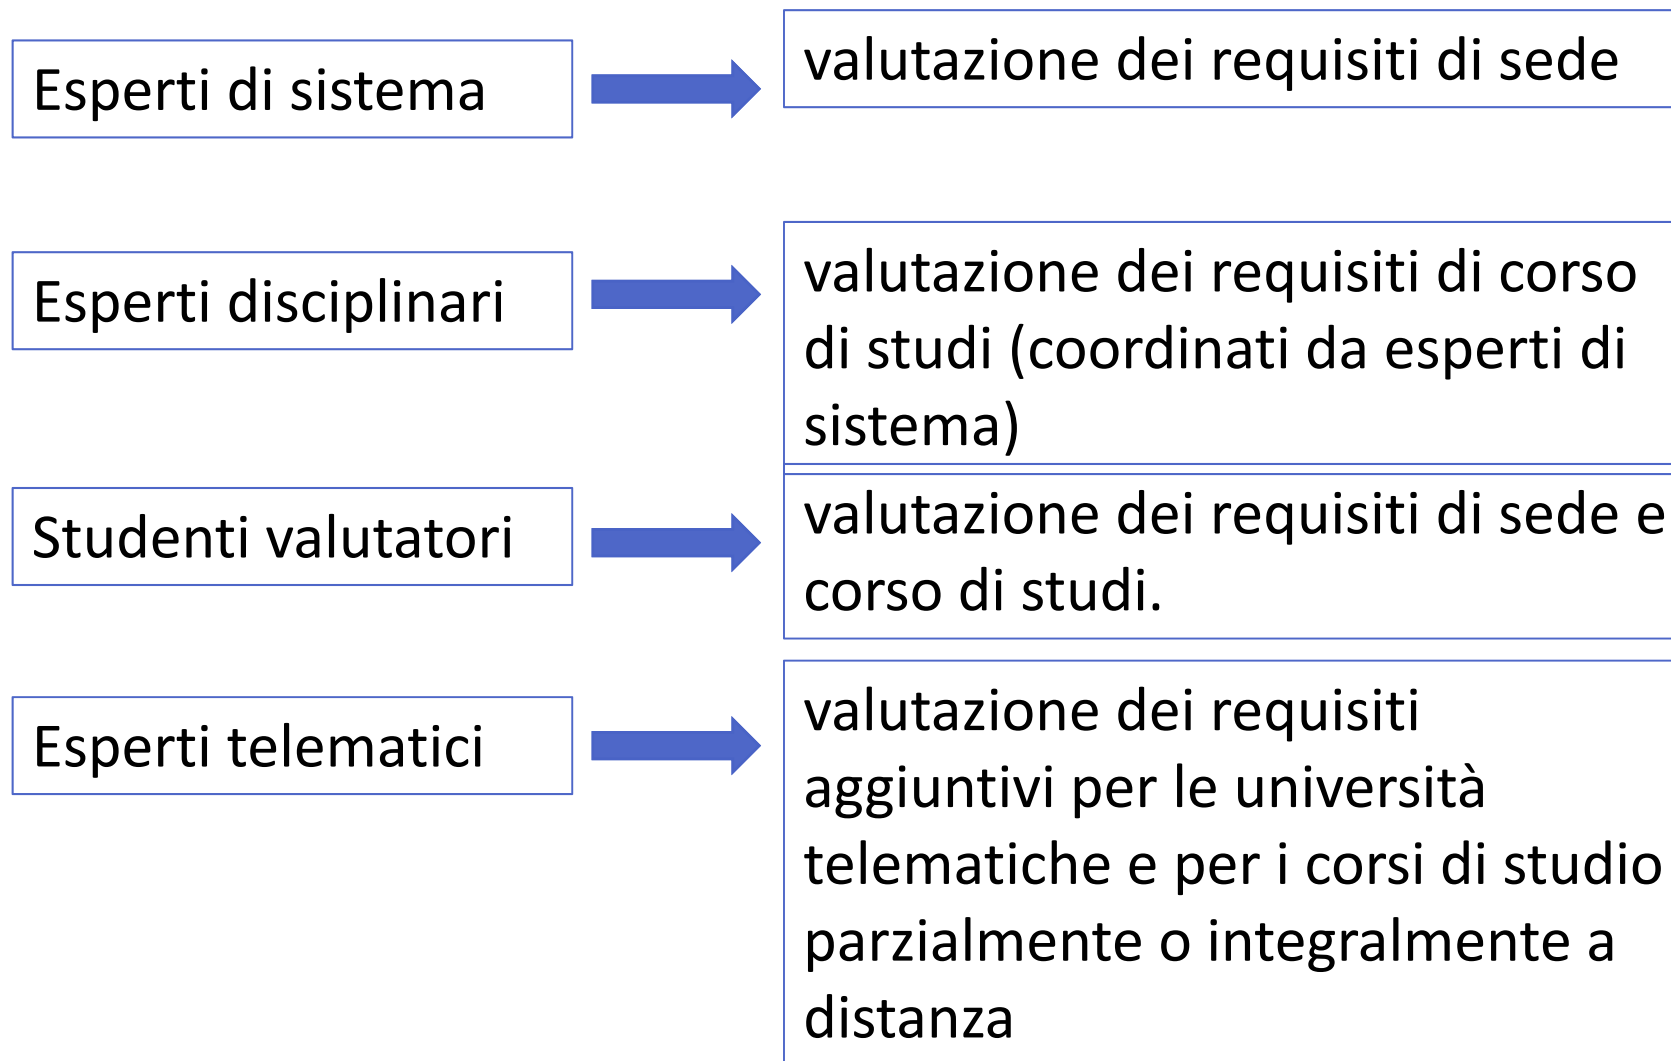 Esperti di sistema
valutazione dei requisiti di sede
Esperti disciplinari
valutazione dei requisiti di corso
di studi (coordinati da esperti di
sistema)
Studenti valutatori
valutazione dei requisiti di sede e
corso di studi.
Esperti telematici
valutazione dei requisiti
aggiuntivi per le università
telematiche e per i corsi di studio
parzialmente o integralmente a
distanza